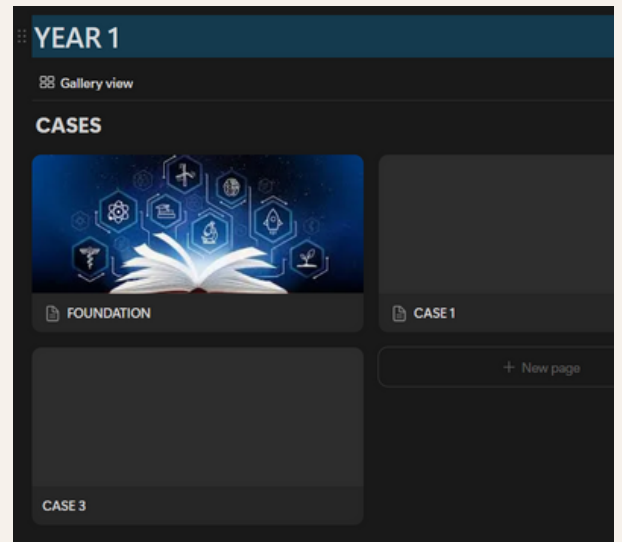 YEAR 1
Gallery view
CASES
FOUNDATION
CASE 1
+ New page
CASE 3